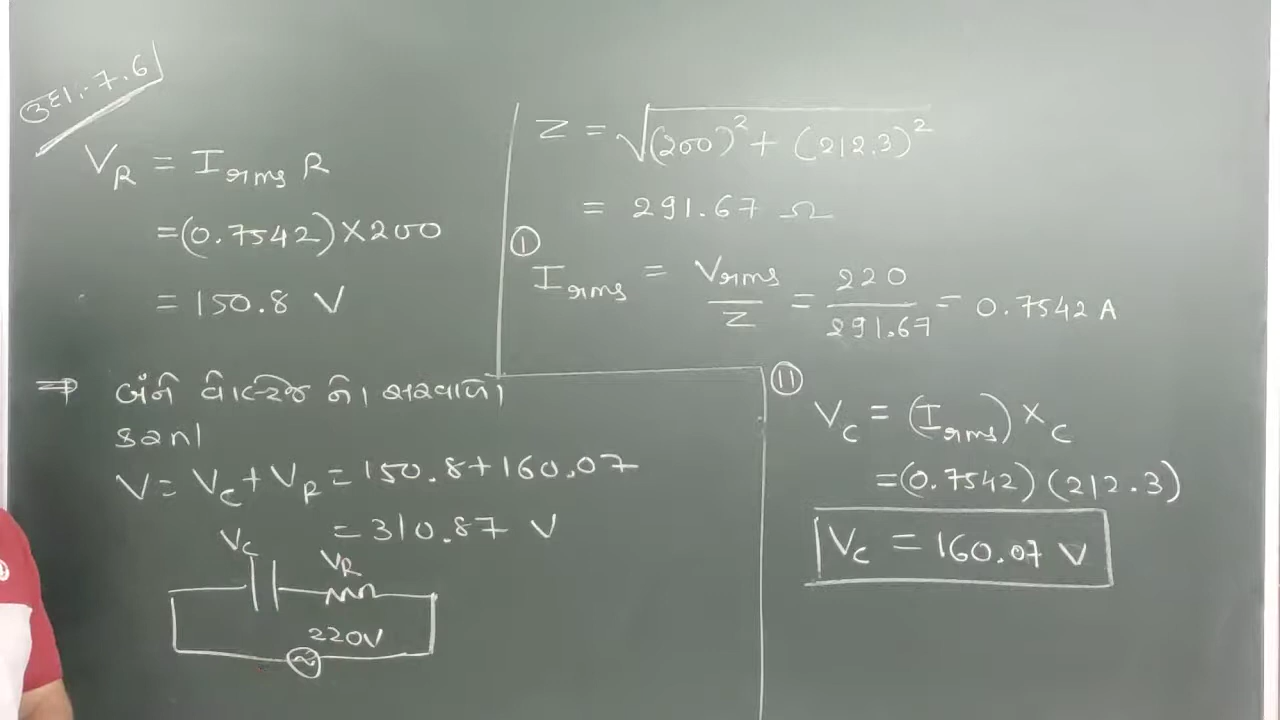 ઉદા.-7.6
V_R = I_rms R
=(0.7542)×200
= 150.8 V
Z = √(200)² + (212.3)²
= 291.67 Ω
①
I_rms = V_rms / Z = 220 / 291.67 = 0.7542 A
⇒ બંને વોલ્ટેજ નો સરવાળો
કરતાં
V = V_C + V_R = 150.8+160.07
= 310.87 V
V_C
V_R
220V
~
⑪
V_C = (I_rms) X_C
=(0.7542) (212.3)
V_C = 160.07 V